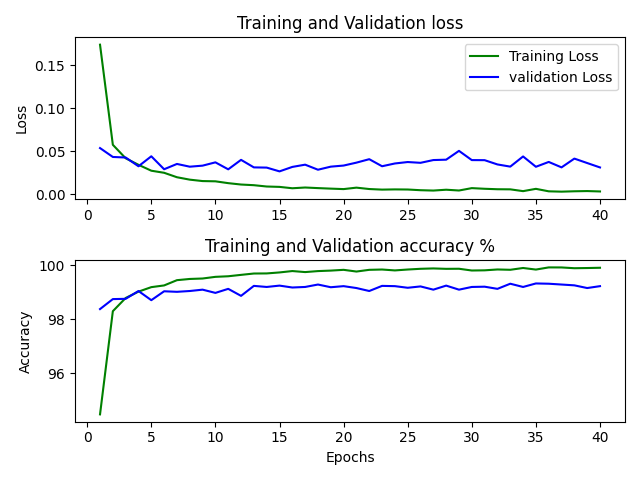 Training and Validation loss
Loss
0.15
0.10
0.05
0.00
Training Loss
validation Loss
0 5 10 15 20 25 30 35 40
Training and Validation accuracy %
Accuracy
100
98
96
0 5 10 15 20 25 30 35 40
Epochs